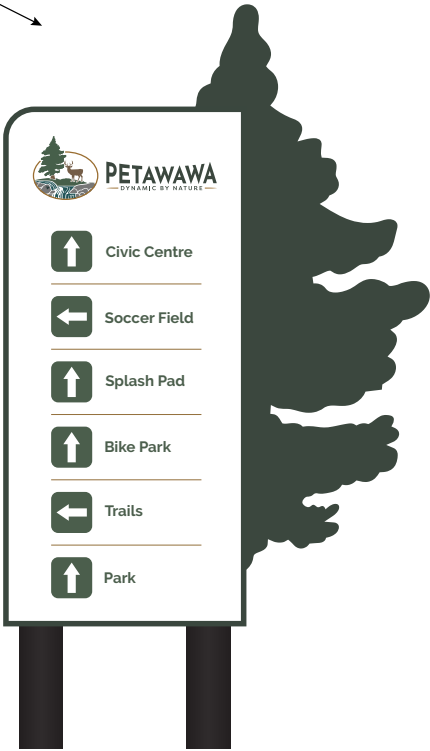 PETAWAWA
DYNAMIC BY NATURE
Civic Centre
Soccer Field
Splash Pad
Bike Park
Trails
Park